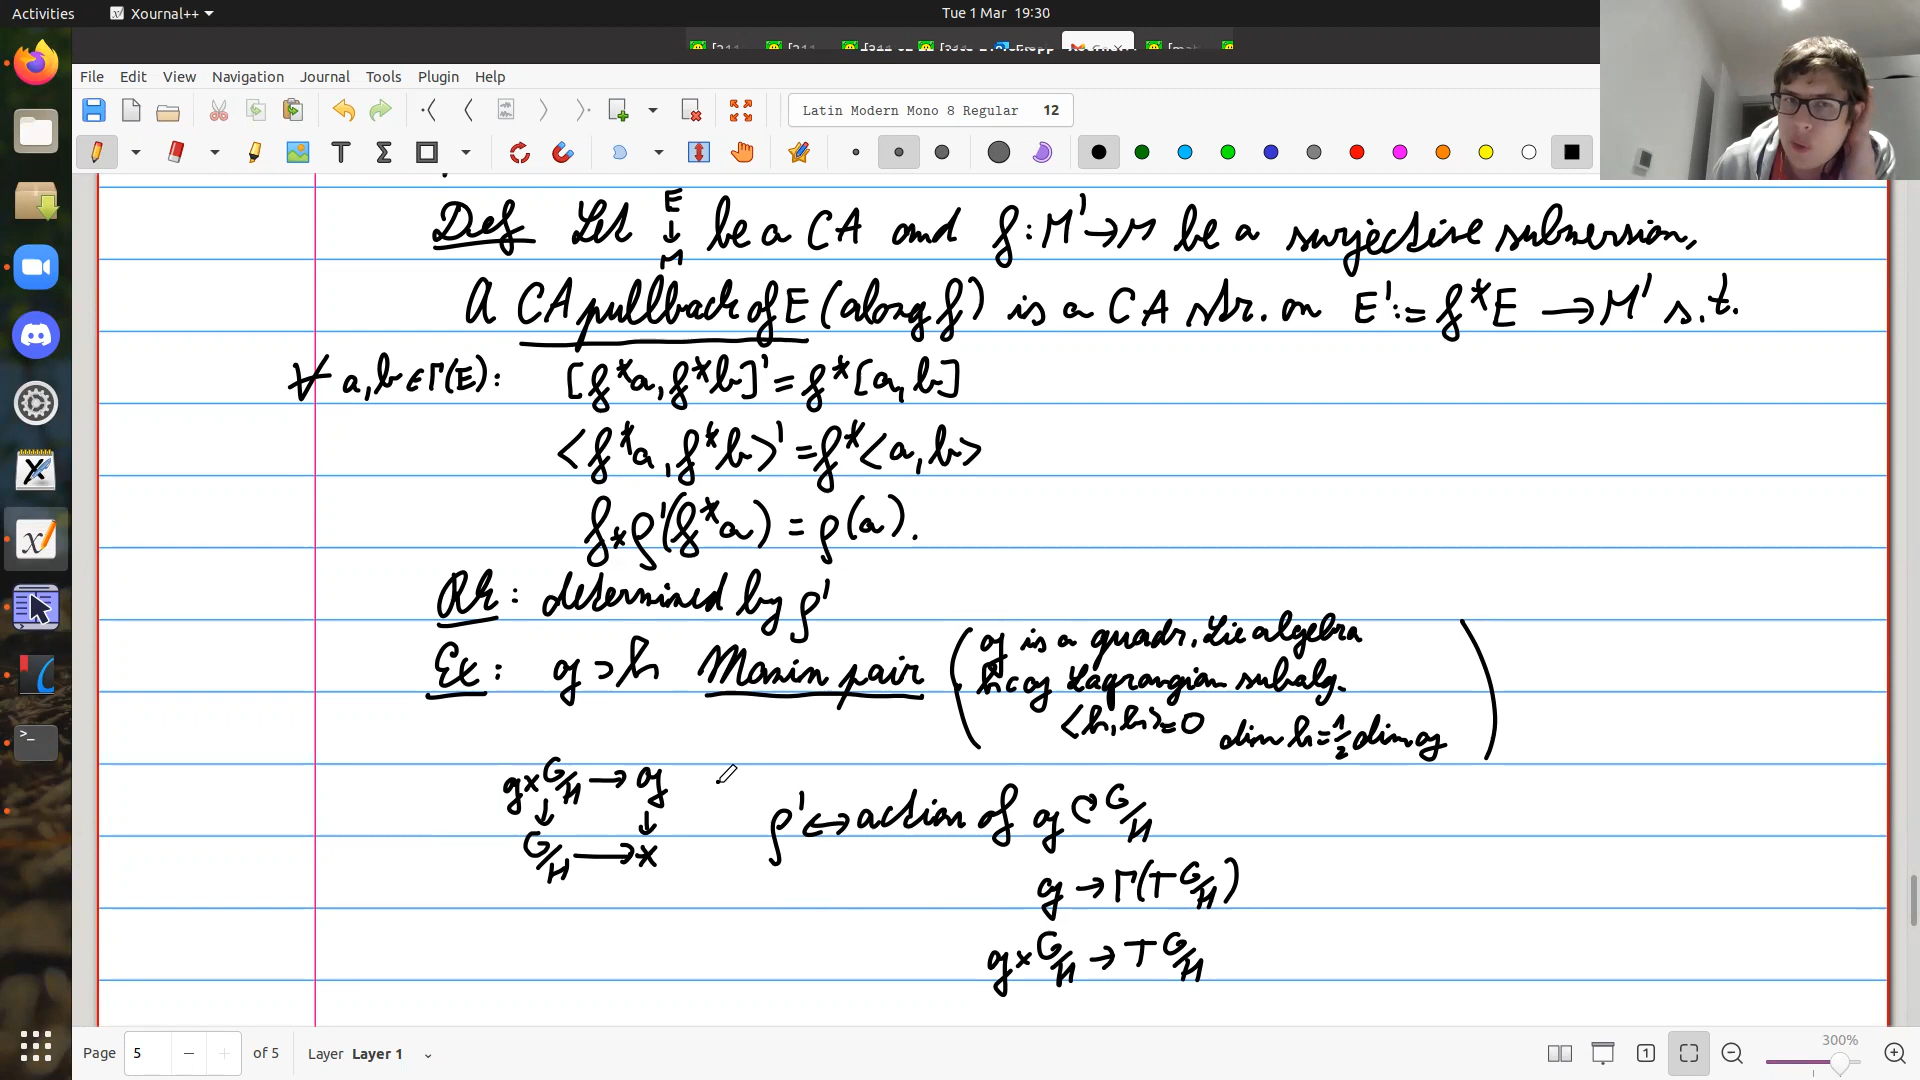 Activities Xournal++ Tue 1 Mar 19:30
File Edit View Navigation Journal Tools Plugin Help
Latin Modern Mono 8 Regular 12
Def Let E ↓ M be a CA and f: M' → M be a surjective submersion,
A CA pullback of E (along f) is a CA str. on E' := f*E → M' s.t.
∀ a,b ∈ Γ(E): [f*a, f*b]' = f*[a,b]
<f*a, f*b>' = f*<a,b>
f_* ρ'(f*a) = ρ(a).
Rk: determined by ρ'
Ex: g ⊃ h Manin pair ( g is a quadr. Lie algebra
h ⊂ g Lagrangian subalg.
<h,h> = 0 dim h = 1/2 dim g )
g × G/H → g
↓ ↓
G/H → *
ρ' ↔ action of g ↻ G/H
g → Γ(T G/H)
g × G/H → T G/H
Page 5 of 5 Layer Layer 1 300%